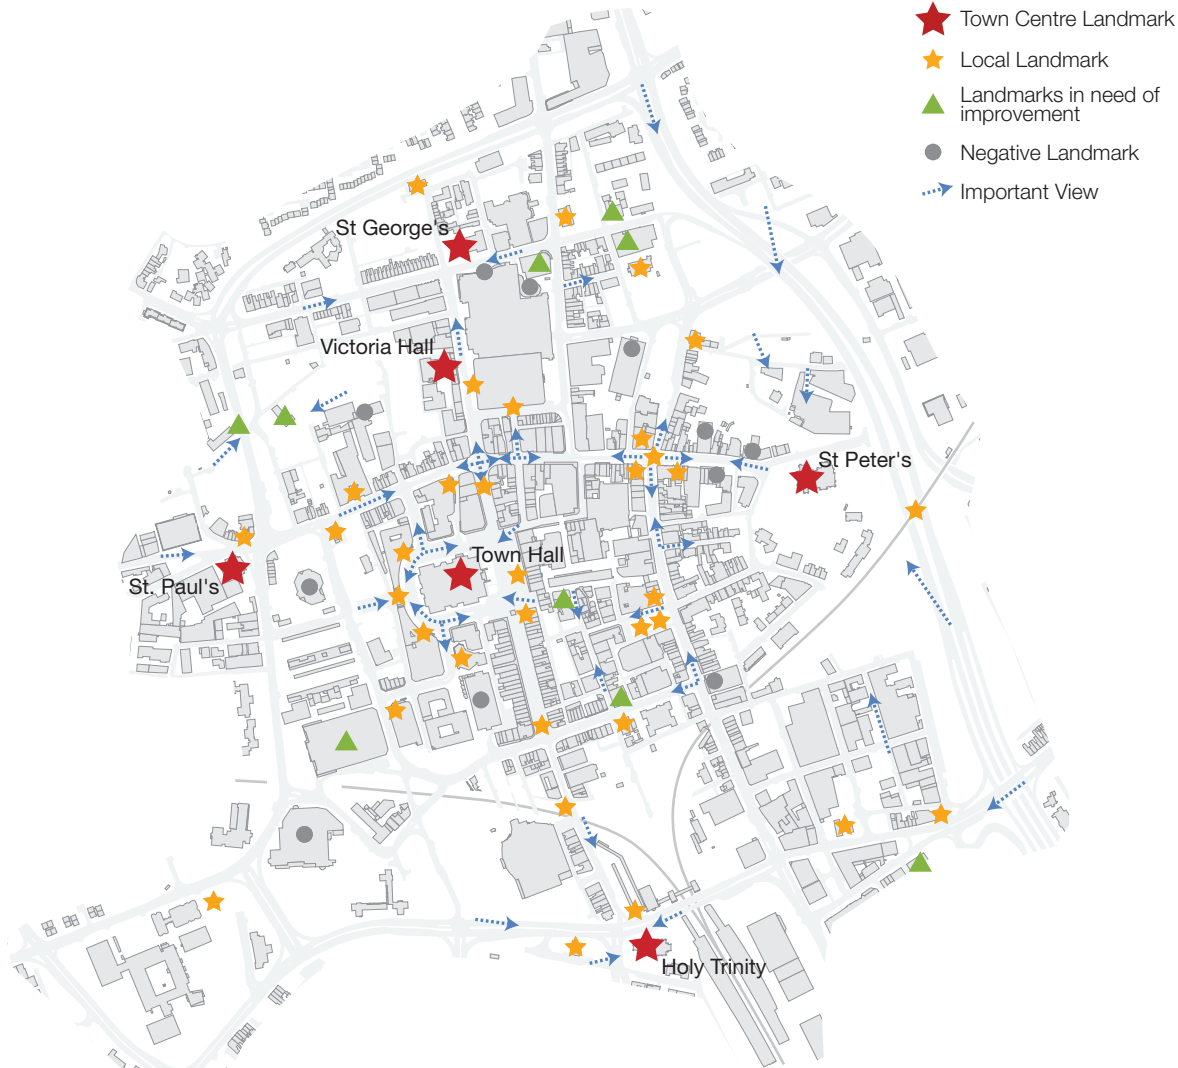 Town Centre Landmark
Local Landmark
Landmarks in need of
improvement
Negative Landmark
Important View
St George's
Victoria Hall
St Peter's
Town Hall
St. Paul's
Holy Trinity